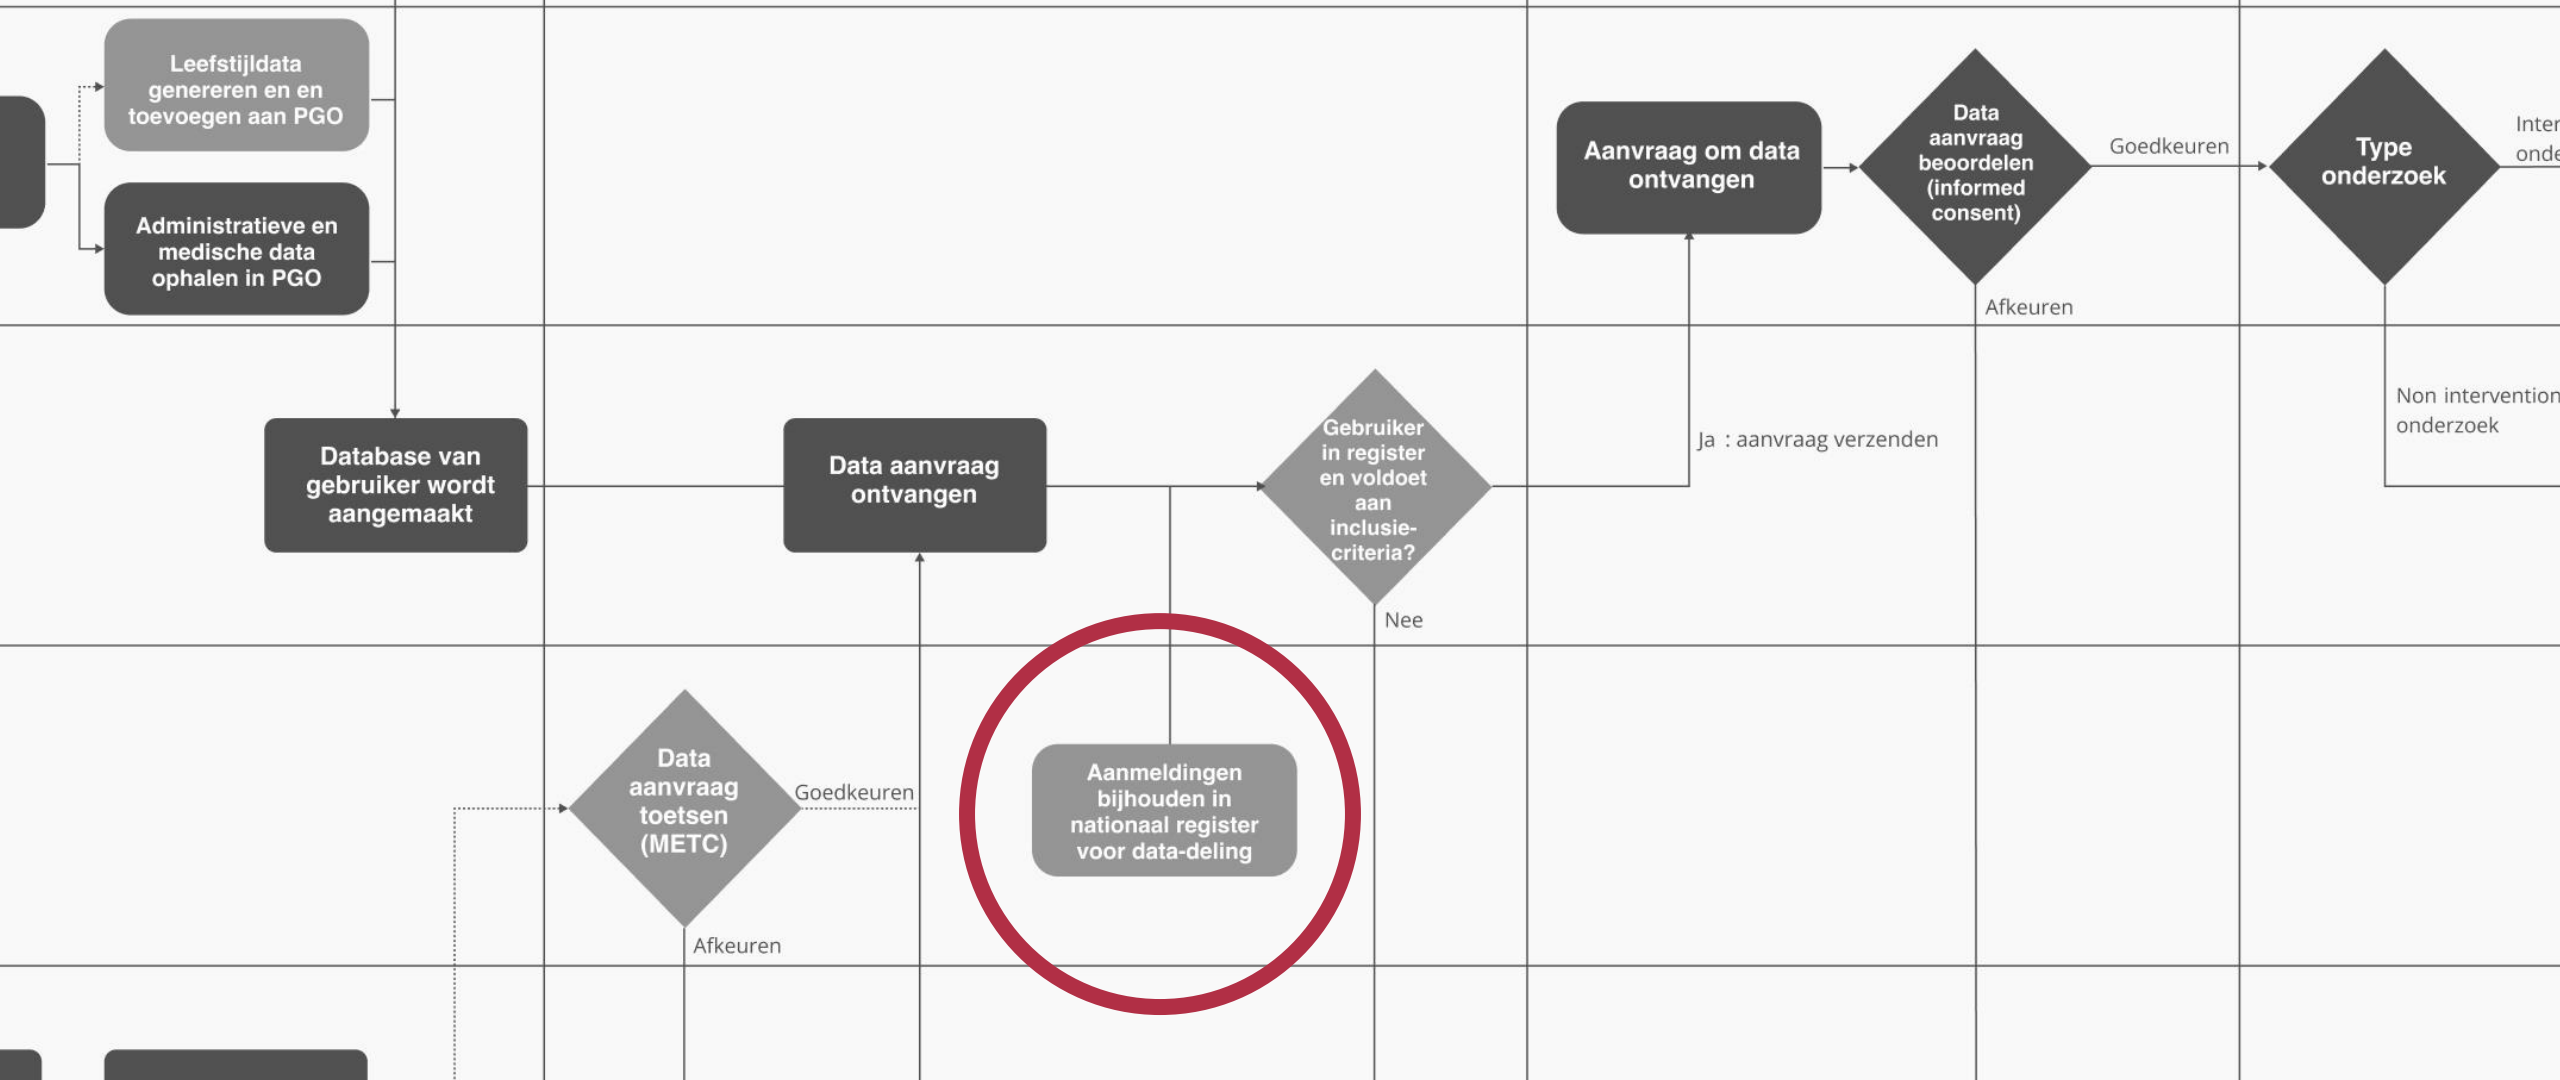 Leefstijldata
genereren en en
toevoegen aan PGO
Administratieve en
medische data
ophalen in PGO
Aanvraag om data
ontvangen
Data
aanvraag
beoordelen
(informed
consent)
Goedkeuren
Afkeuren
Type
onderzoek
Non intervention
onderzoek
Database van
gebruiker wordt
aangemaakt
Data aanvraag
ontvangen
Gebruiker
in register
en voldoet
aan
inclusie-
criteria?
Ja : aanvraag verzenden
Nee
Data
aanvraag
toetsen
(METC)
Goedkeuren
Afkeuren
Aanmeldingen
bijhouden in
nationaal register
voor data-deling